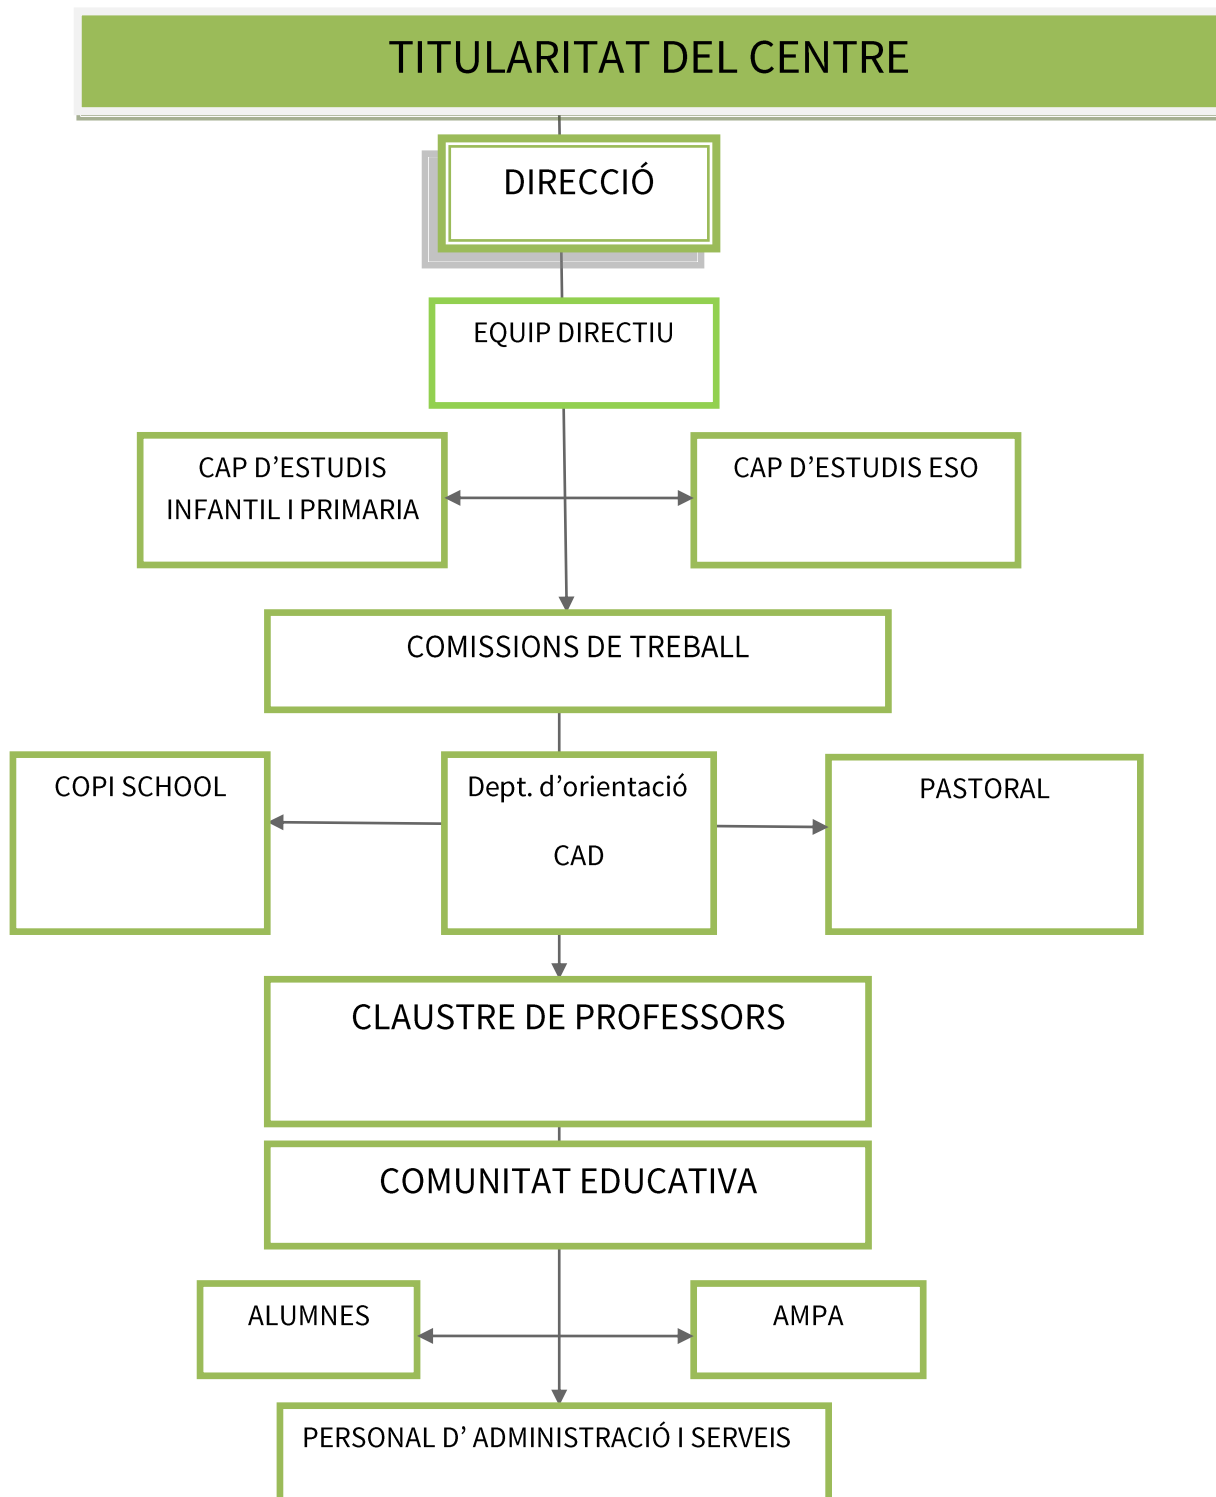 TITULARITAT DEL CENTRE
DIRECCIÓ
EQUIP DIRECTIU
CAP D’ESTUDIS
INFANTIL I PRIMARIA
CAP D’ESTUDIS ESO
COMISSIONS DE TREBALL
COPI SCHOOL
Dept. d’orientació
CAD
PASTORAL
CLAUSTRE DE PROFESSORS
COMUNITAT EDUCATIVA
ALUMNES
AMPA
PERSONAL D’ ADMINISTRACIÓ I SERVEIS